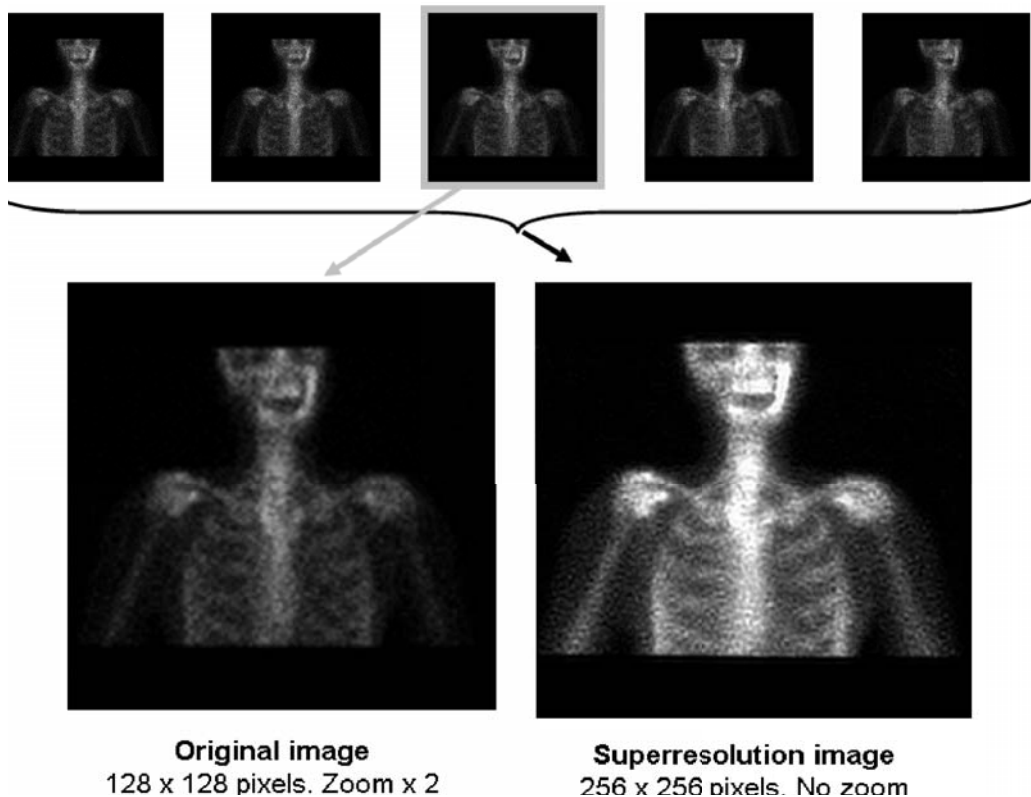 Original image
128 x 128 pixels. Zoom x 2
Superresolution image
256 x 256 pixels. No zoom